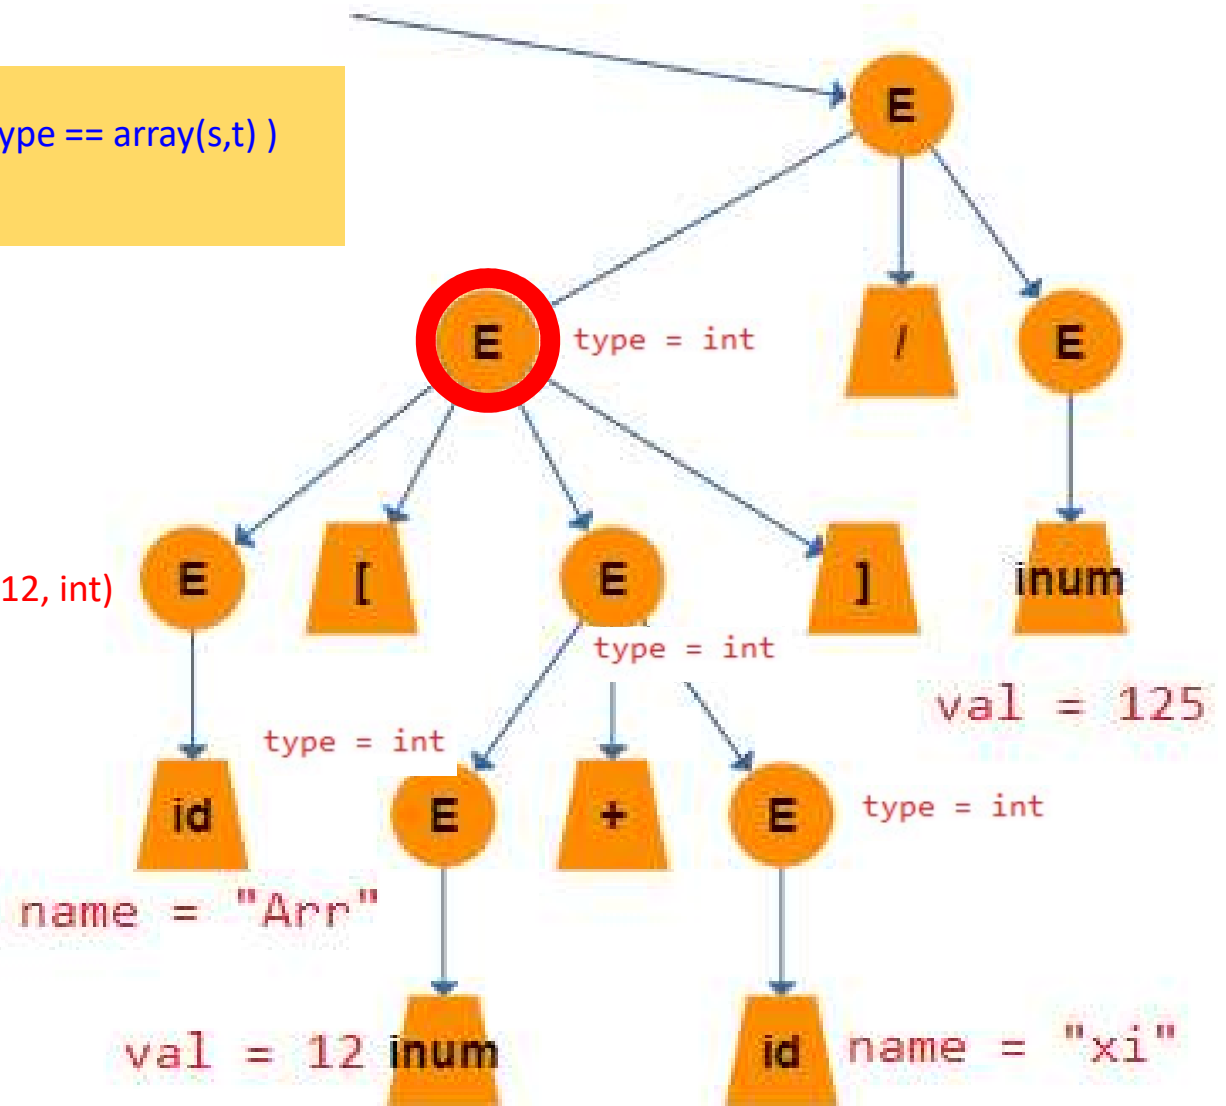 E
ype == array(s,t) )
E type = int / E
12, int) E [ E ] inum
type = int
val = 125
type = int
id E + E type = int
name = "Arr"
val = 12 inum id name = "xi"